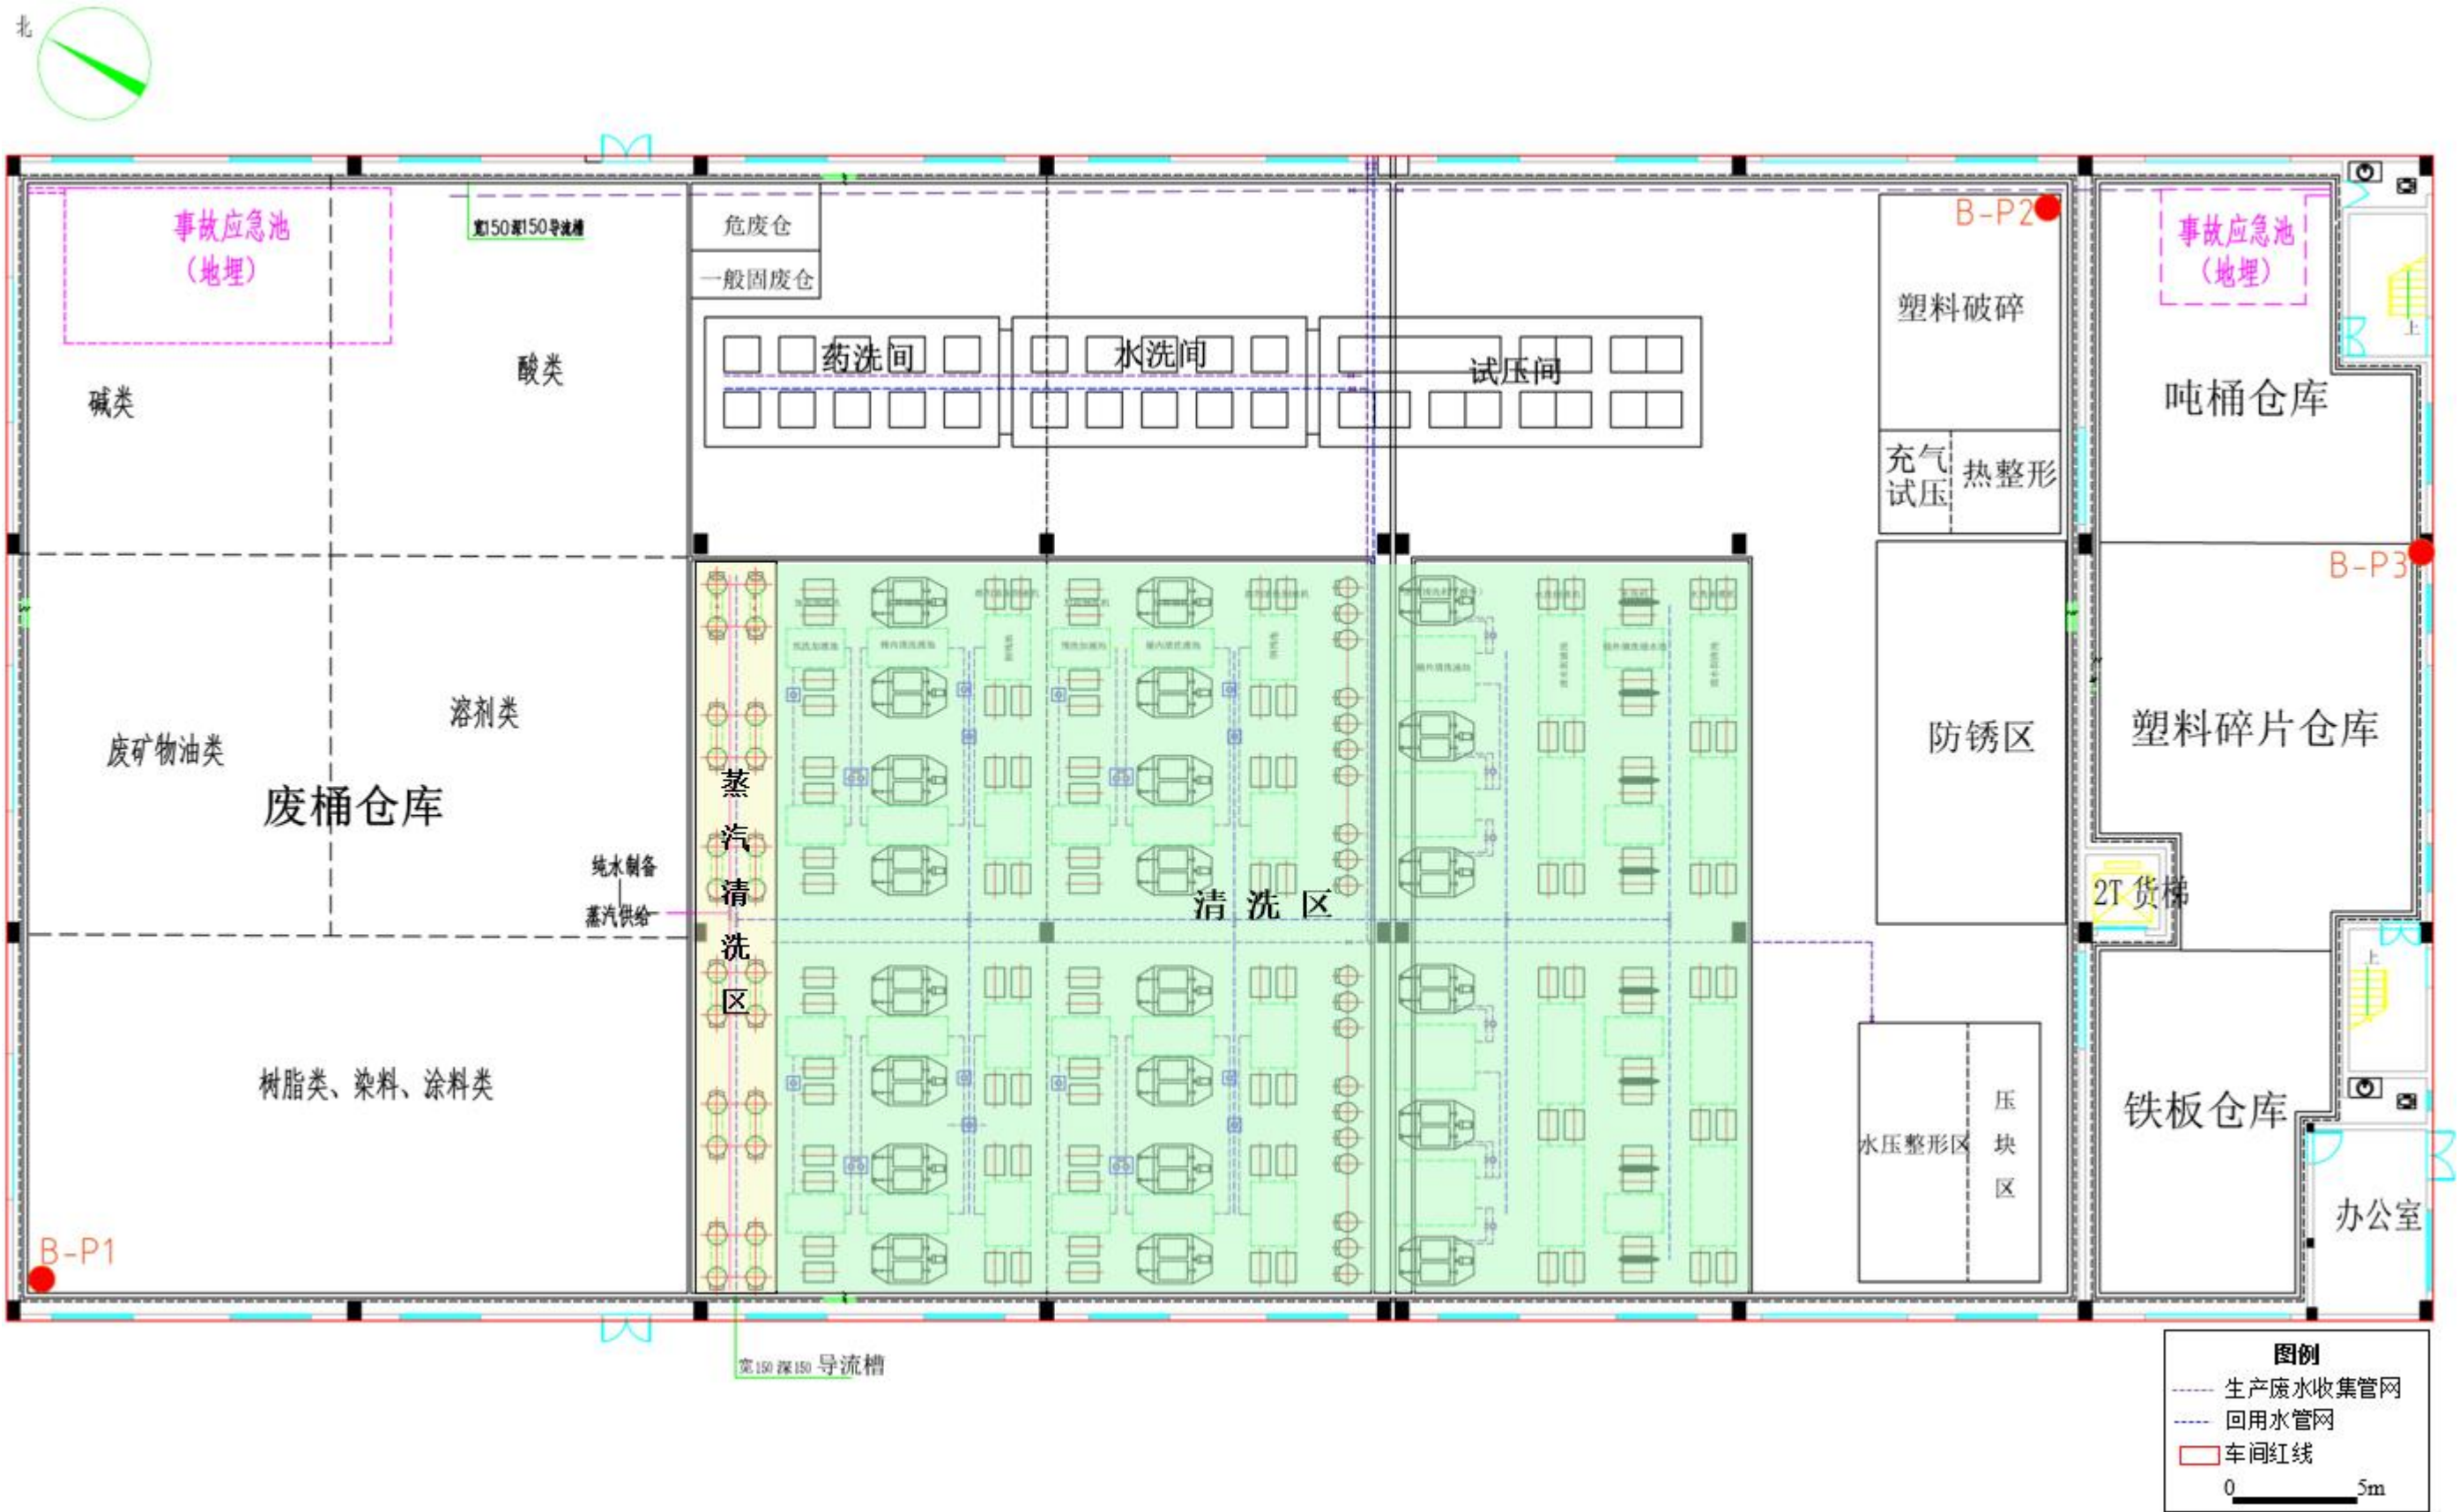 北
事故应急池
（地埋）
宽150深150导流槽
危废仓
一般固废仓
B-P2
事故应急池
（地埋）
塑料破碎
上
碱类
酸类
药洗间
水洗间
试压间
吨桶仓库
充气
试压
热整形
B-P3
废矿物油类
溶剂类
废桶仓库
纯水制备
蒸汽供给
蒸汽清洗区
清洗区
防锈区
塑料碎片仓库
2T 货梯
上
树脂类、染料、涂料类
水压整形区
压块区
铁板仓库
办公室
B-P1
宽150深150导流槽
图例
生产废水收集管网
回用水管网
车间红线
0 5m